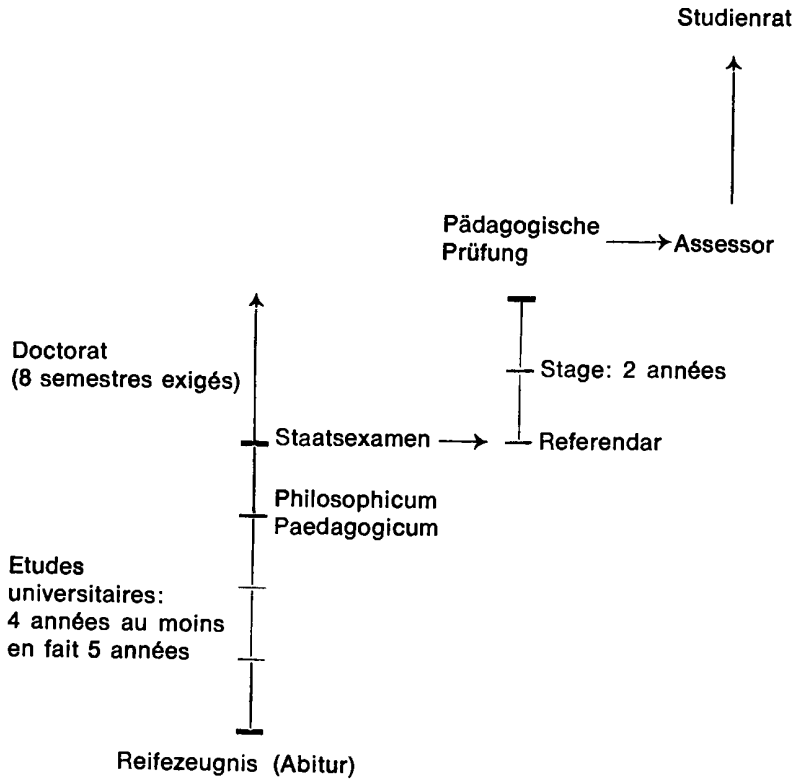 Studienrat
Pädagogische
Prüfung
Assessor
Doctorat
(8 semestres exigés)
Stage: 2 années
Staatsexamen
Referendar
Philosophicum
Paedagogicum
Etudes
universitaires:
4 années au moins
en fait 5 années
Reifezeugnis (Abitur)